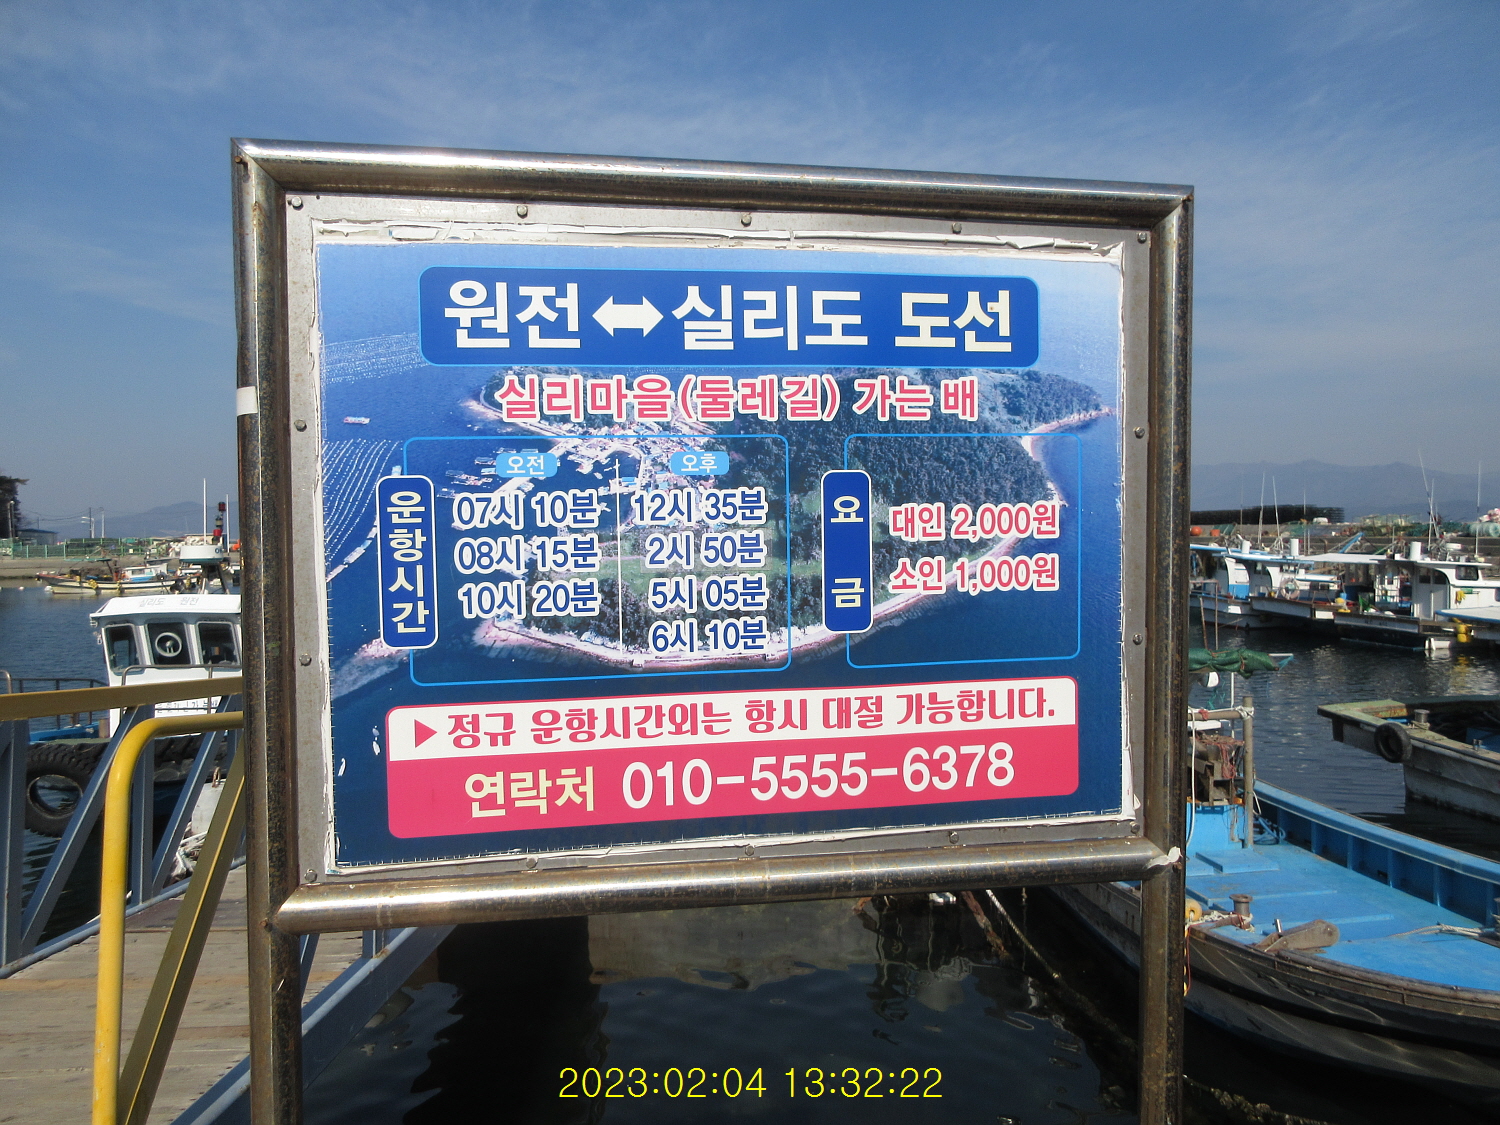 원전↔실리도 도선
실리마을(둘레길) 가는 배
운항시간
오전
07시 10분
08시 15분
10시 20분
오후
12시 35분
2시 50분
5시 05분
6시 10분
요금
대인 2,000원
소인 1,000원
▶정규 운항시간외는 항시 대절 가능합니다.
연락처 010-5555-6378
실리도 원전
2023:02:04 13:32:22